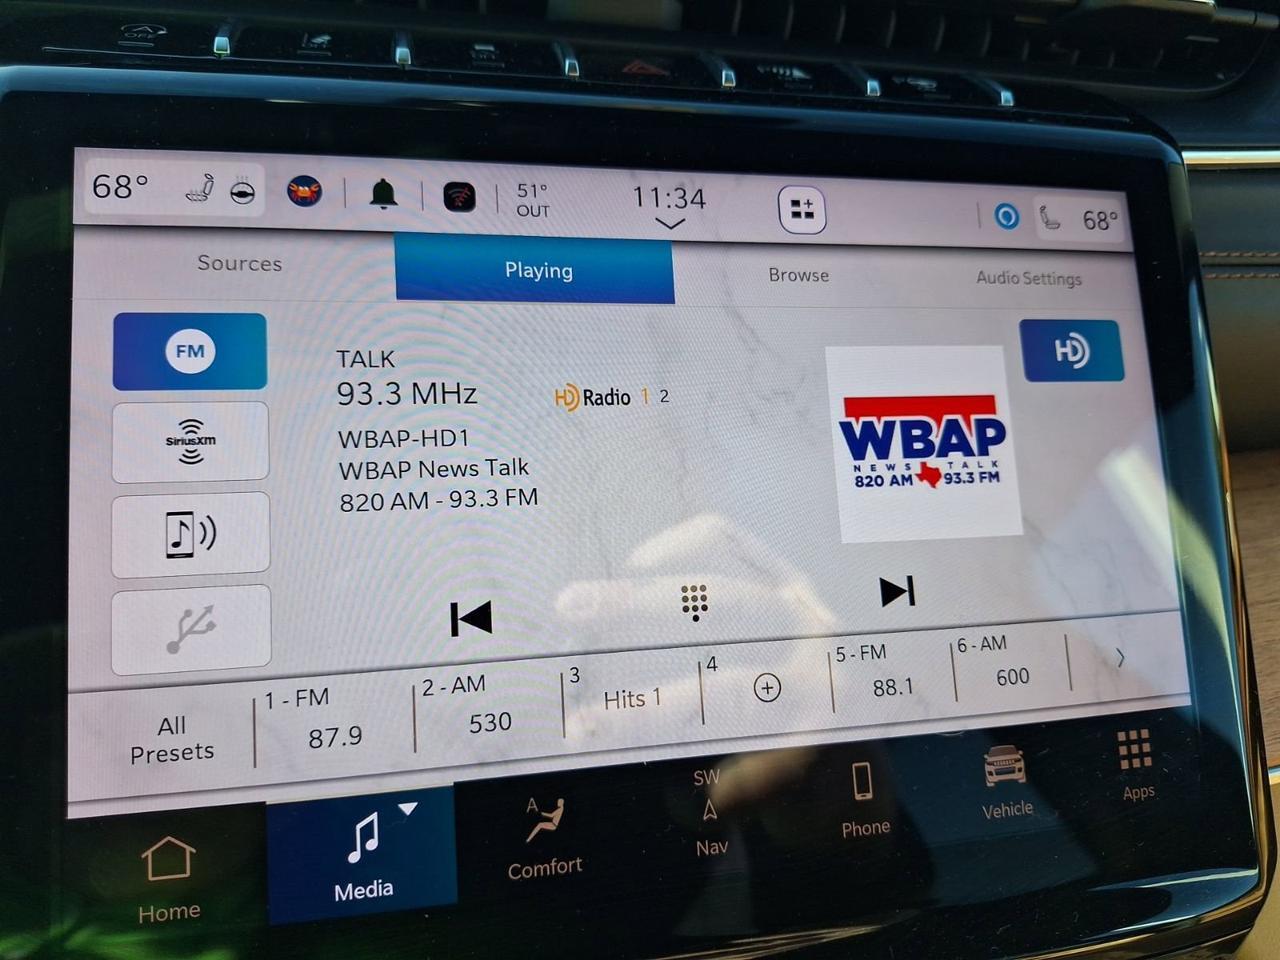 OFF
68°
51°
OUT
11:34
68°
Sources
Playing
Browse
Audio Settings
FM
SiriusXM
TALK
93.3 MHz
HD Radio 1 2
WBAP-HD1
WBAP News Talk
820 AM - 93.3 FM
WBAP
NEWS TALK
820 AM 93.3 FM
HD
All
Presets
1 - FM
87.9
2 - AM
530
3
Hits 1
4
5 - FM
88.1
6 - AM
600
Home
Media
A
Comfort
SW
Nav
Phone
Vehicle
Apps